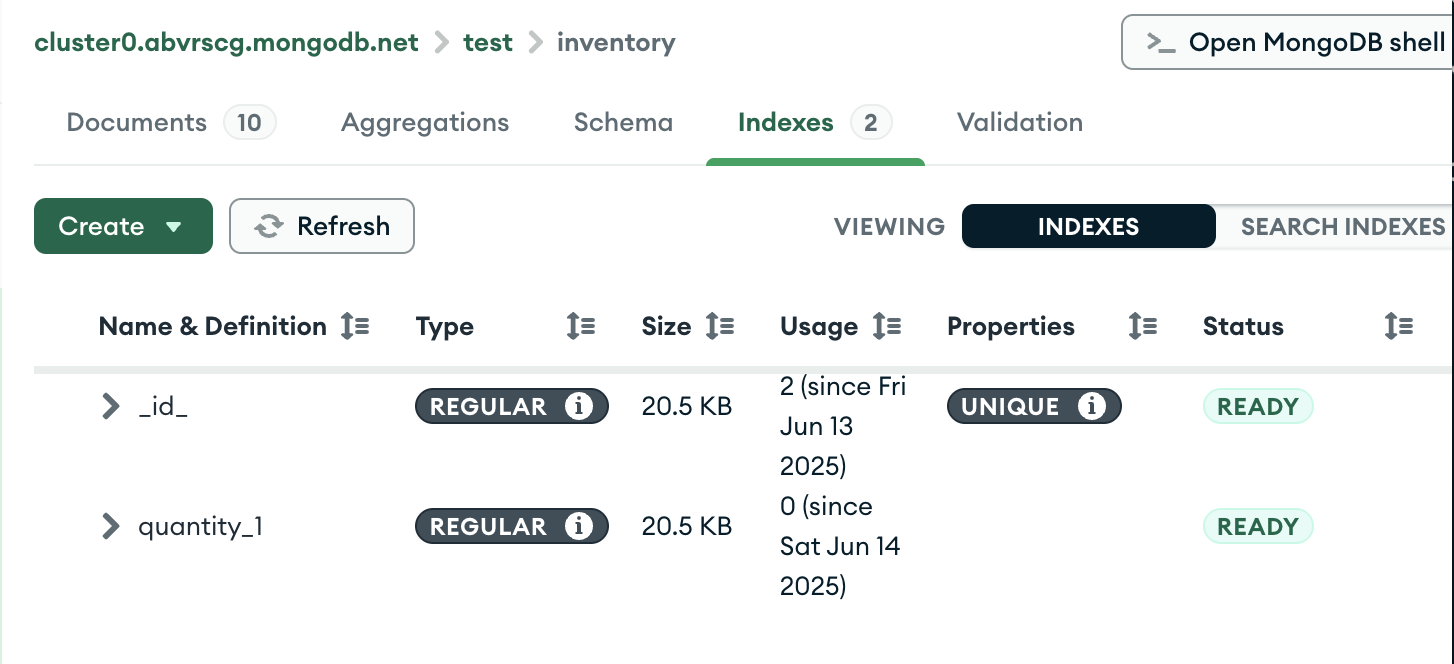 cluster0.abvrscg.mongodb.net > test > inventory
>_ Open MongoDB shell
Documents 10 Aggregations Schema Indexes 2 Validation
Create Refresh VIEWING INDEXES SEARCH INDEXES
Name & Definition Type Size Usage Properties Status
_id_ REGULAR 20.5 KB 2 (since Fri Jun 13 2025) UNIQUE READY
quantity_1 REGULAR 20.5 KB 0 (since Sat Jun 14 2025) READY